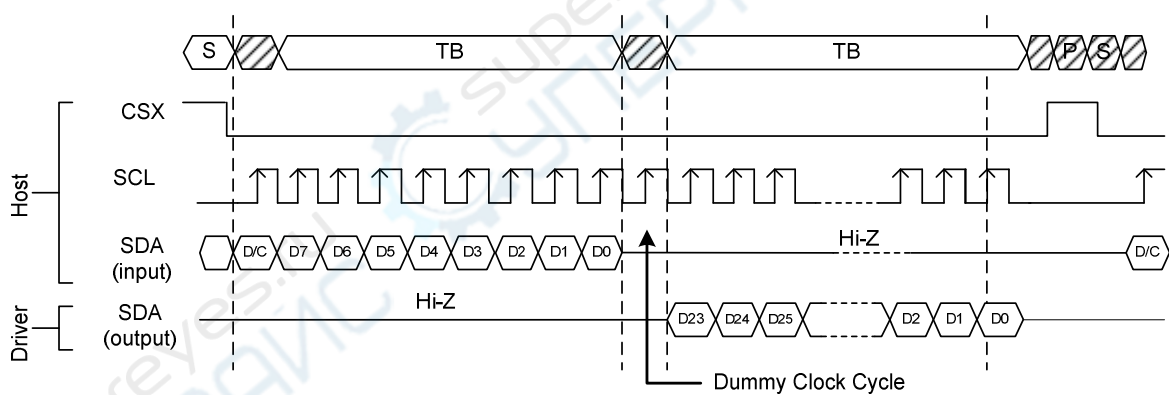 S TB TB P S
CSX
SCL
Host
SDA
(input)
D/C D7 D6 D5 D4 D3 D2 D1 D0 Hi-Z D/C
Hi-Z
Driver
SDA
(output)
D23 D24 D25 D2 D1 D0
Dummy Clock Cycle